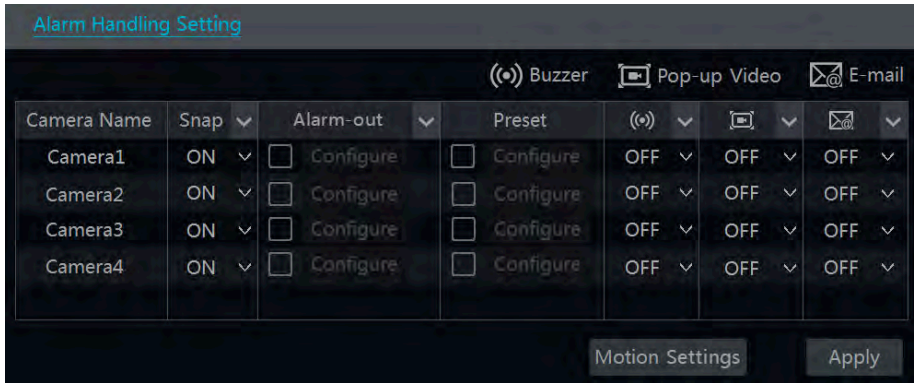 Alarm Handling Setting
Buzzer Pop-up Video E-mail
Camera Name Snap Alarm-out Preset
Camera1 ON Configure Configure OFF OFF OFF
Camera2 ON Configure Configure OFF OFF OFF
Camera3 ON Configure Configure OFF OFF OFF
Camera4 ON Configure Configure OFF OFF OFF
Motion Settings Apply